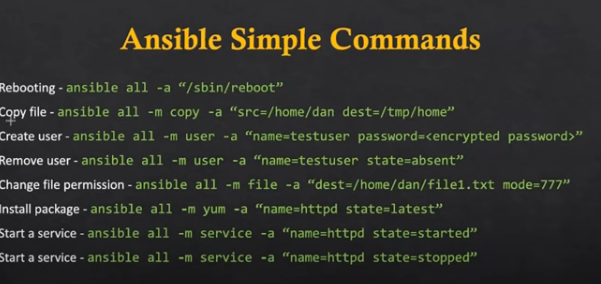 Ansible Simple Commands
Rebooting - ansible all -a “/sbin/reboot”
Copy file - ansible all -m copy -a “src=/home/dan dest=/tmp/home”
Create user - ansible all -m user -a “name=testuser password=<encrypted password>”
Remove user - ansible all -m user -a “name=testuser state=absent”
Change file permission - ansible all -m file -a “dest=/home/dan/file1.txt mode=777”
Install package - ansible all -m yum -a “name=httpd state=latest”
Start a service - ansible all -m service -a “name=httpd state=started”
Start a service - ansible all -m service -a “name=httpd state=stopped”